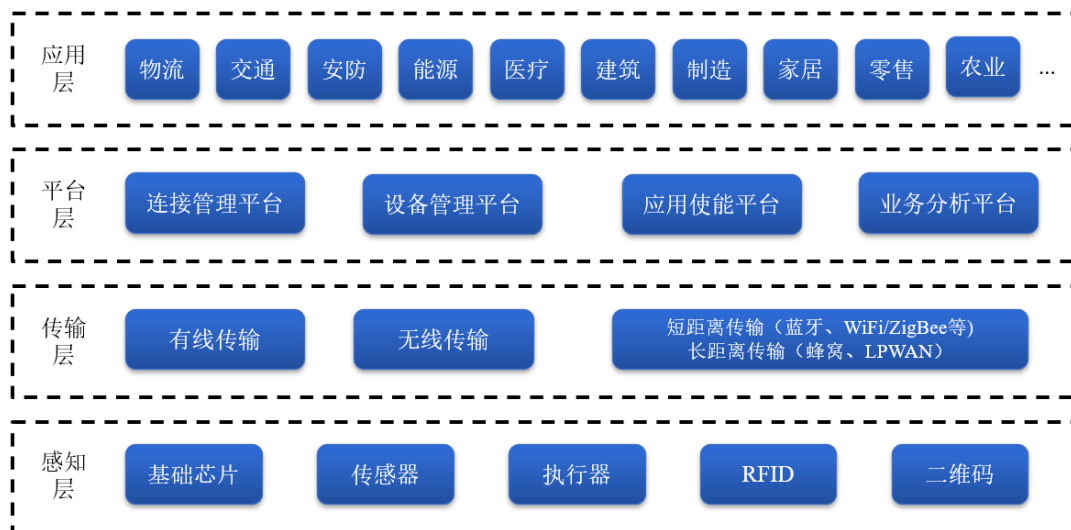 应用层
物流 交通 安防 能源 医疗 建筑 制造 家居 零售 农业 ...
平台层
连接管理平台 设备管理平台 应用使能平台 业务分析平台
传输层
有线传输 无线传输
短距离传输（蓝牙、WiFi/ZigBee等)
长距离传输（蜂窝、LPWAN）
感知层
基础芯片 传感器 执行器 RFID 二维码